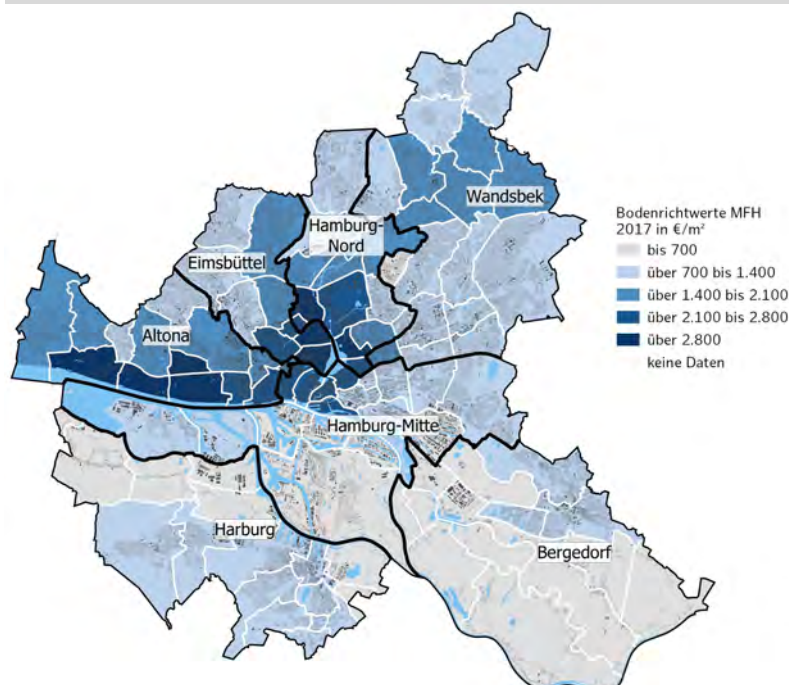 Wandsbek
Hamburg-
Nord
Eimsbüttel
Altona
Hamburg-Mitte
Harburg
Bergedorf
Bodenrichtwerte MFH
2017 in €/m²
bis 700
über 700 bis 1.400
über 1.400 bis 2.100
über 2.100 bis 2.800
über 2.800
keine Daten